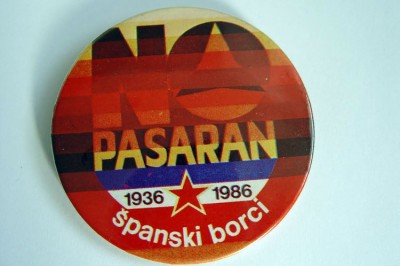 NO
PASARAN
1936 1986
španski borci